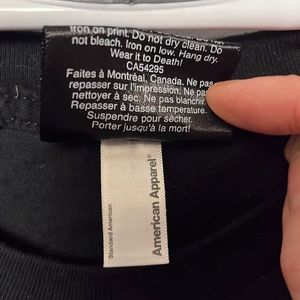 Iron on print. Do not dry clean. Do
not bleach. Iron on low. Hang dry.
Wear it to Death!
CA54295
Faites à Montréal, Canada. Ne pas
repasser sur l'impression. Ne pas
nettoyer à sec. Ne pas blanchir.
Repasser à basse température.
Suspendre pour sécher.
Porter jusqu'à la mort!
American Apparel®
Standard American